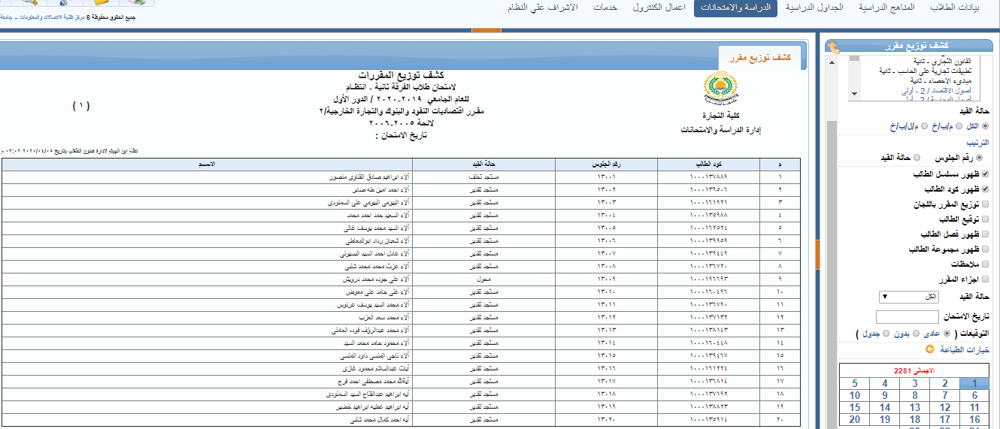 بيانات الطلاب
المناهج الدراسية
الجداول الدراسية
الدراسة والامتحانات
اعمال الكنترول
خدمات
الاشراف علي النظام
جميع الحقوق محفوظة © مركز تقنية الاتصالات والمعلومات - جامعة
كشف توزيع مقرر
القانون التجارى - ثانية
تطبيقات تجارية على الحاسب - ثانية
مبادىء الاحصاء - ثانية
أصول الاقتصاد / 2 - أولى
أصول المحاسبة / 2 - أولى
حالة القيد
الكل م/ب/خ م/ل/ب/خ
الترتيب
رقم الجلوس حالة القيد
ظهور مسلسل الطالب
ظهور كود الطالب
توزيع المقرر باللجان
توقيع الطالب
ظهور فصل الطالب
ظهور مجموعة الطالب
ملاحظات
اجزاء المقرر
حالة القيد الكل
تاريخ الامتحان
التوقيعات ( عادى بدون جدول )
خيارات الطباعة
الاجمالي 2281
1 2 3 4 5
6 7 8 9 10
11 12 13 14 15
16 17 18 19 20
كشف توزيع مقرر
كلية التجارة
إدارة الدراسة والامتحانات
كشف توزيع المقررات
لامتحان طلاب الفرقة ثانية - انتظام
للعام الجامعي ٢٠١٩-٢٠٢٠ / الدور الأول
مقرر اقتصاديات النقود والبنوك والتجارة الخارجية/٢
لائحة ٢٠٠٥-٢٠٠٦
تاريخ الامتحان :
( ١ )
نظام ابن الهيثم لإدارة شئون الطلاب بتاريخ ٢٠٢٠/٠٤/٠٥ ٠٢:٠٢ م
م كود الطالب رقم الجلوس حالة القيد الاسم
١ ١٠٠٠١٣٧٨٨٩ ١٣٠٠١ مستجد تخلف آلاء ابراهيم صادق القناوى منصور
٢ ١٠٠٠١٣٩٥٠٦ ١٣٠٠٢ مستجد تقدير آلاء احمد امين طه صابر
٣ ١٠٠٠١٦١٩٢١ ١٣٠٠٣ مستجد تقدير آلاء البيومى البيومى على السمنودى
٤ ١٠٠٠١٣٥٩٨٨ ١٣٠٠٤ مستجد تقدير آلاء السعيد حمد احمد محمد
٥ ١٠٠٠١٦٢٥٢٤ ١٣٠٠٥ مستجد تقدير آلاء السيد محمد يوسف غالى
٦ ١٠٠٠١٣٩٩٥٩ ١٣٠٠٦ مستجد تقدير آلاء شعبان رداد ابوالمعاطى
٧ ١٠٠٠١٣٩٤٤٩ ١٣٠٠٧ مستجد تقدير آلاء عادل احمد السيد البسيونى
٨ ١٠٠٠١٣٦٧٢٠ ١٣٠٠٨ مستجد تقدير آلاء عزت محمد محمد شلبى
٩ ١٠٠٠١٩٦٦٩٣ ١٣٠٠٩ محول آلاء على جوده محمد درويش
١٠ ١٠٠٠١٦٠٤٩٦ ١٣٠١٠ مستجد تقدير آلاء على حامد على معوض
١١ ١٠٠٠١٣٦٧٩٠ ١٣٠١١ مستجد تقدير آلاء محمد السيد يوسف عرنوس
١٢ ١٠٠٠١٣٧١٣٢ ١٣٠١٢ مستجد تقدير آلاء محمد سعد العزب
١٣ ١٠٠٠١٣٨١٤٣ ١٣٠١٣ مستجد تقدير آلاء محمد عبدالرؤف فوده العاملى
١٤ ١٠٠٠١٦٠٤٤٨ ١٣٠١٤ مستجد تقدير آلاء محمود حامد محمد السيد
١٥ ١٠٠٠١٣٩٤٦٧ ١٣٠١٥ مستجد تقدير آلاء ناجى المنسى داود المنسى
١٦ ١٠٠٠١٦١٢٢٤ ١٣٠١٦ مستجد تقدير آيات عبدالسلام محمود غازى
١٧ ١٠٠٠١٣٦٨١٤ ١٣٠١٧ مستجد تقدير آيةالله محمد مصطفى احمد فرج
١٨ ١٠٠٠١٣٧١٩٢ ١٣٠١٨ مستجد تقدير آيه ابراهيم عبدالفتاح السيد السمنودى
١٩ ١٠٠٠١٣٨٨٢٣ ١٣٠١٩ مستجد تقدير آيه ابراهيم عطيه ابراهيم خضير
٢٠ ١٠٠٠١٣٥٩١٤ ١٣٠٢٠ مستجد تقدير آيه احمد كمال محمد شلبى